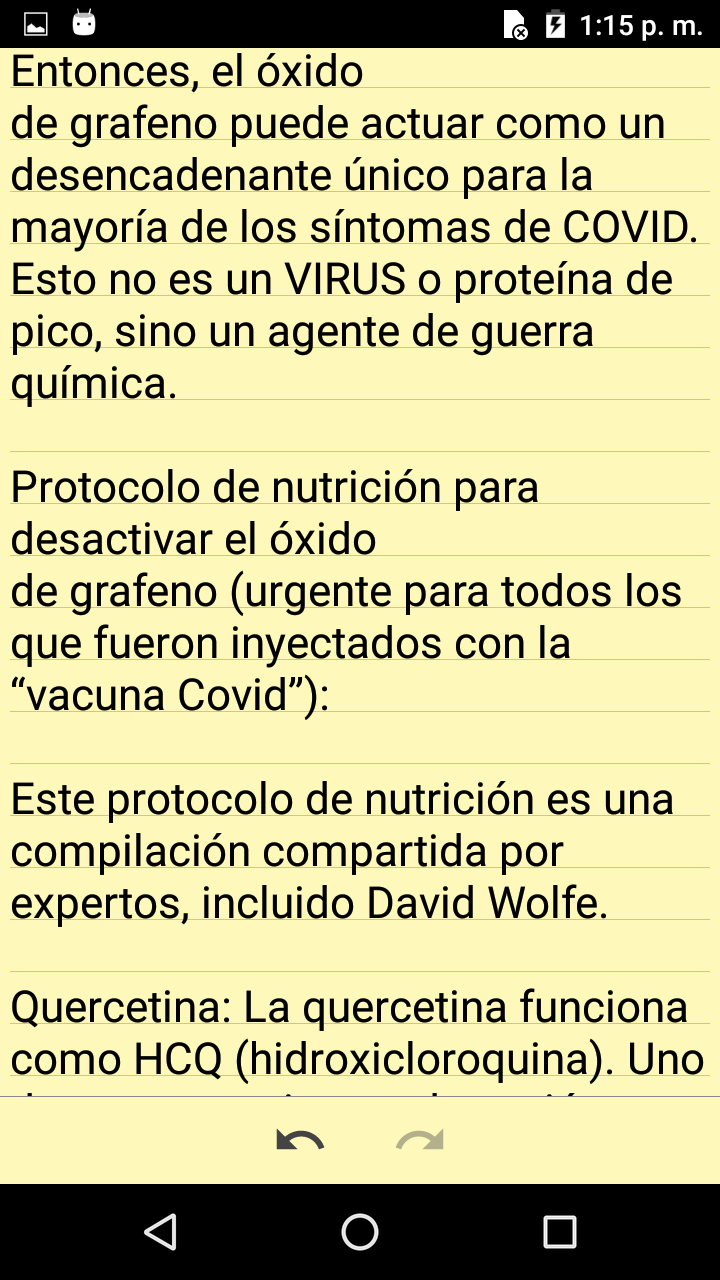 1:15 p. m.
Entonces, el óxido
de grafeno puede actuar como un
desencadenante único para la
mayoría de los síntomas de COVID.
Esto no es un VIRUS o proteína de
pico, sino un agente de guerra
química.
Protocolo de nutrición para
desactivar el óxido
de grafeno (urgente para todos los
que fueron inyectados con la
“vacuna Covid”):
Este protocolo de nutrición es una
compilación compartida por
expertos, incluido David Wolfe.
Quercetina: La quercetina funciona
como HCQ (hidroxicloroquina). Uno